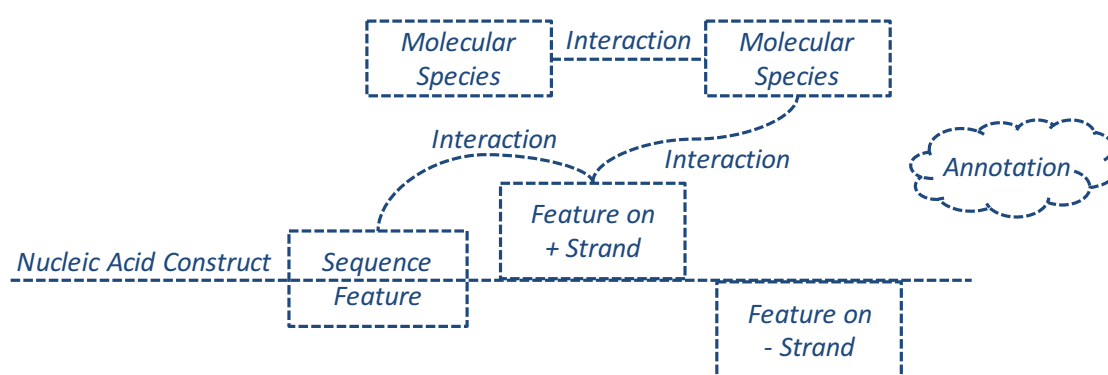 Molecular
Species
Interaction
Molecular
Species
Interaction
Interaction
Annotation
Nucleic Acid Construct
Sequence
Feature
Feature on
+ Strand
Feature on
- Strand